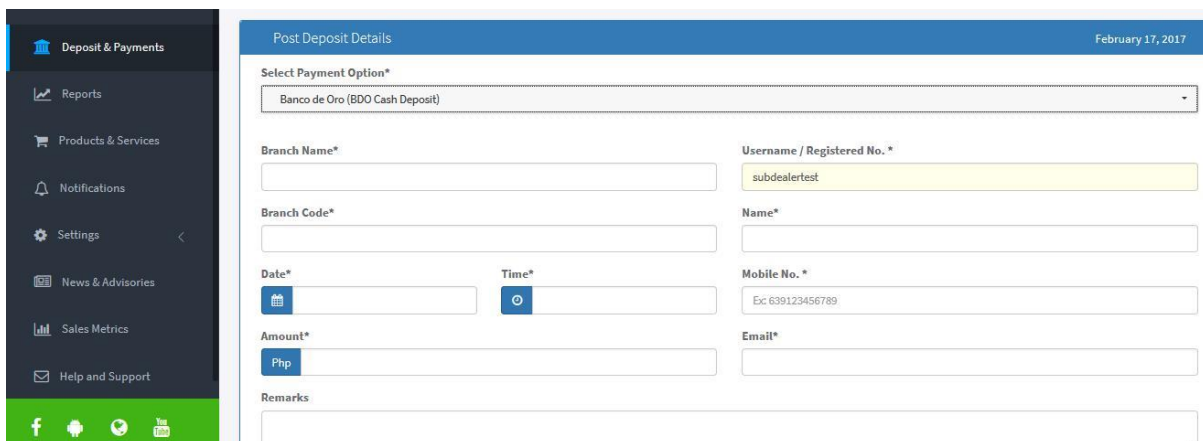 Deposit & Payments
Reports
Products & Services
Notifications
Settings
News & Advisories
Sales Metrics
Help and Support
You
Tube
Post Deposit Details
February 17, 2017
Select Payment Option*
Banco de Oro (BDO Cash Deposit)
Branch Name*
Username / Registered No. *
subdealertest
Branch Code*
Name*
Date*
Time*
Mobile No. *
Ex: 639123456789
Amount*
Php
Email*
Remarks